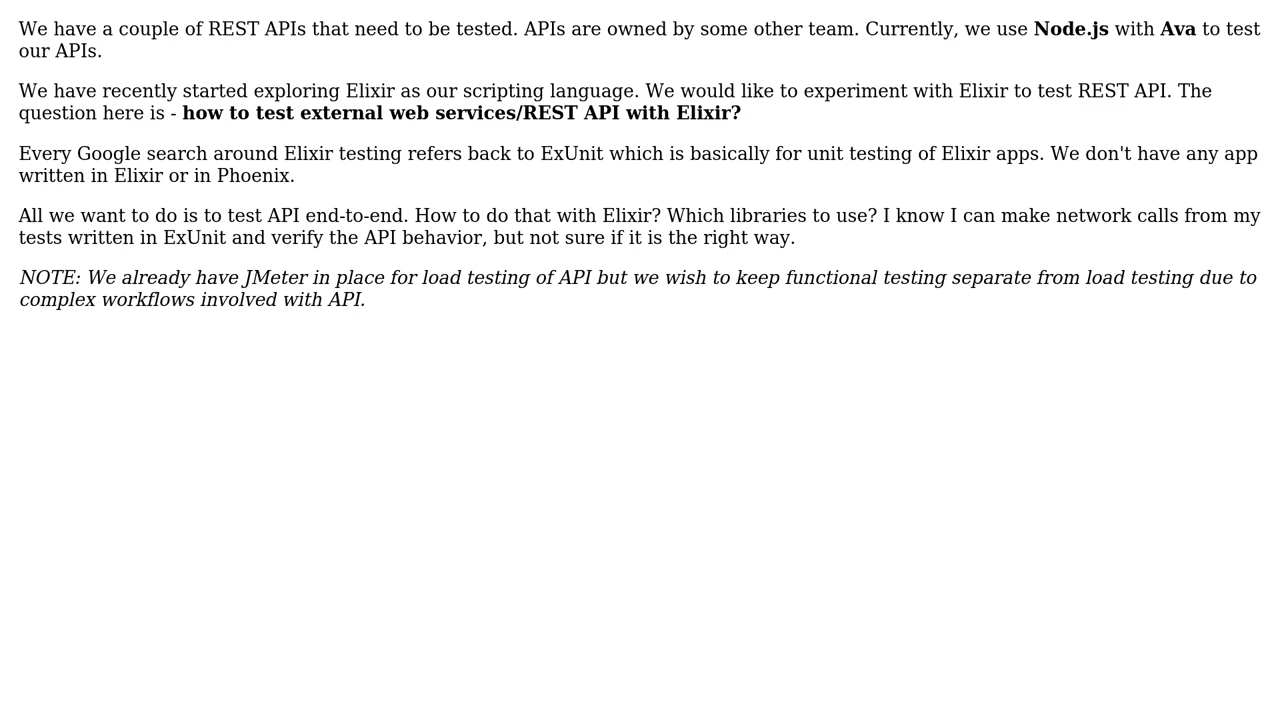 We have a couple of REST APIs that need to be tested. APIs are owned by some other team. Currently, we use Node.js with Ava to test
our APIs.
We have recently started exploring Elixir as our scripting language. We would like to experiment with Elixir to test REST API. The
question here is - how to test external web services/REST API with Elixir?
Every Google search around Elixir testing refers back to ExUnit which is basically for unit testing of Elixir apps. We don't have any app
written in Elixir or in Phoenix.
All we want to do is to test API end-to-end. How to do that with Elixir? Which libraries to use? I know I can make network calls from my
tests written in ExUnit and verify the API behavior, but not sure if it is the right way.
NOTE: We already have JMeter in place for load testing of API but we wish to keep functional testing separate from load testing due to
complex workflows involved with API.